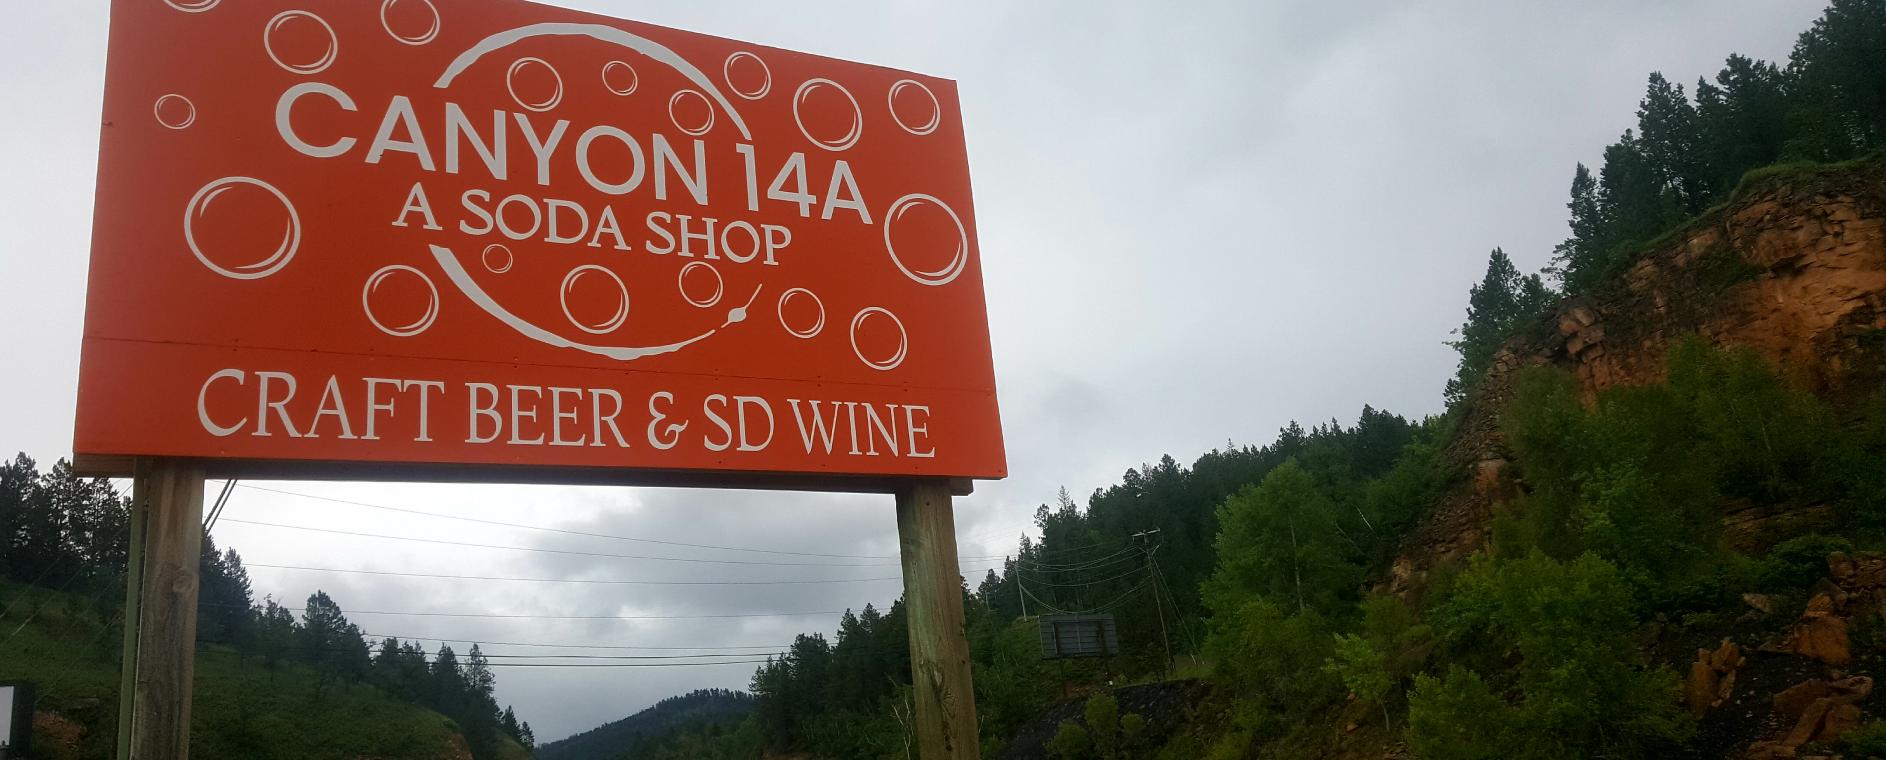 CANYON 14A
A SODA SHOP
CRAFT BEER & SD WINE